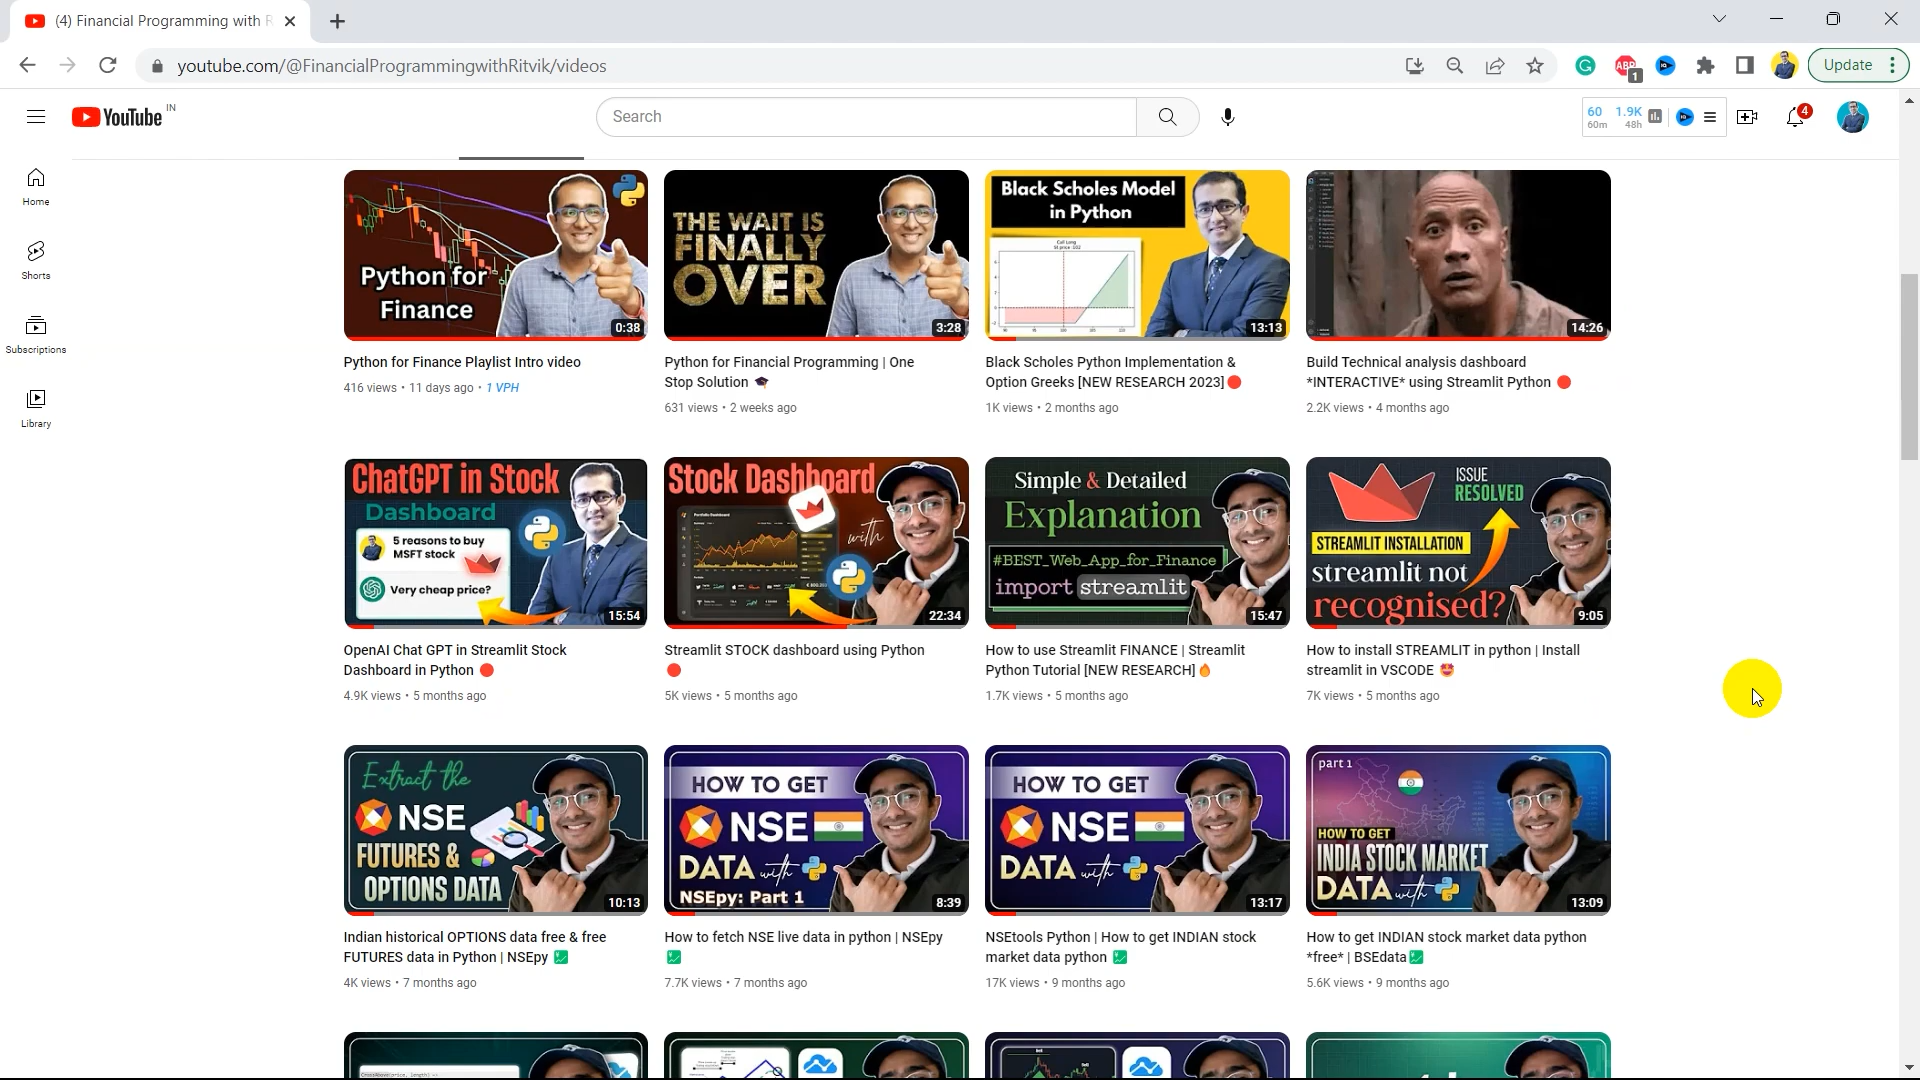 (4) Financial Programming with R
youtube.com/@FinancialProgrammingwithRitvik/videos
ABP
1
Update
YouTube
IN
Search
60
60m
1.9K
48h
4
Home
Shorts
Subscriptions
Library
Python for
Finance
0:38
THE WAIT IS
FINALLY
OVER
3:28
Black Scholes Model
in Python
Call Long
13:13
14:26
Python for Finance Playlist Intro video
416 views • 11 days ago • 1 VPH
Python for Financial Programming | One
Stop Solution 🎓
631 views • 2 weeks ago
Black Scholes Python Implementation &
Option Greeks [NEW RESEARCH 2023]🔴
1K views • 2 months ago
Build Technical analysis dashboard
*INTERACTIVE* using Streamlit Python 🔴
2.2K views • 4 months ago
ChatGPT in Stock
Dashboard
5 reasons to buy
MSFT stock
Very cheap price?
15:54
Stock Dashboard
Portfolio Dashboard
with
22:34
Simple & Detailed
Explanation
#BEST_Web_App_for_Finance
import streamlit
15:47
ISSUE
RESOLVED
STREAMLIT INSTALLATION
streamlit not
recognised?
9:05
OpenAI Chat GPT in Streamlit Stock
Dashboard in Python 🔴
4.9K views • 5 months ago
Streamlit STOCK dashboard using Python
🔴
5K views • 5 months ago
How to use Streamlit FINANCE | Streamlit
Python Tutorial [NEW RESEARCH]🔥
1.7K views • 5 months ago
How to install STREAMLIT in python | Install
streamlit in VSCODE 🤩
7K views • 5 months ago
Extract the
NSE
FUTURES &
OPTIONS DATA
10:13
HOW TO GET
NSE
DATA with
NSEpy: Part 1
8:39
HOW TO GET
NSE
DATA with
13:17
part 1
HOW TO GET
INDIA STOCK MARKET
DATA with
13:09
Indian historical OPTIONS data free & free
FUTURES data in Python | NSEpy 💹
4K views • 7 months ago
How to fetch NSE live data in python | NSEpy
💹
7.7K views • 7 months ago
NSEtools Python | How to get INDIAN stock
market data python 💹
17K views • 9 months ago
How to get INDIAN stock market data python
*free* | BSEdata💹
5.6K views • 9 months ago